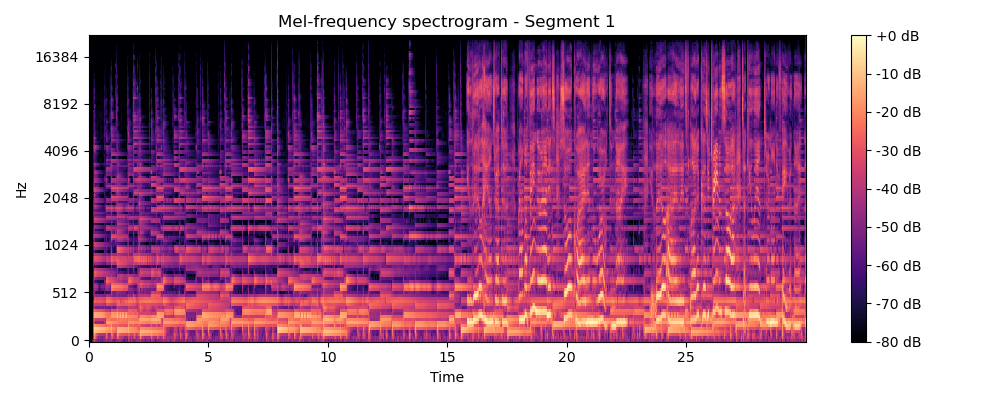 Mel-frequency spectrogram - Segment 1
Hz
16384
8192
4096
2048
1024
512
0
0 5 10 15 20 25
Time
+0 dB
-10 dB
-20 dB
-30 dB
-40 dB
-50 dB
-60 dB
-70 dB
-80 dB